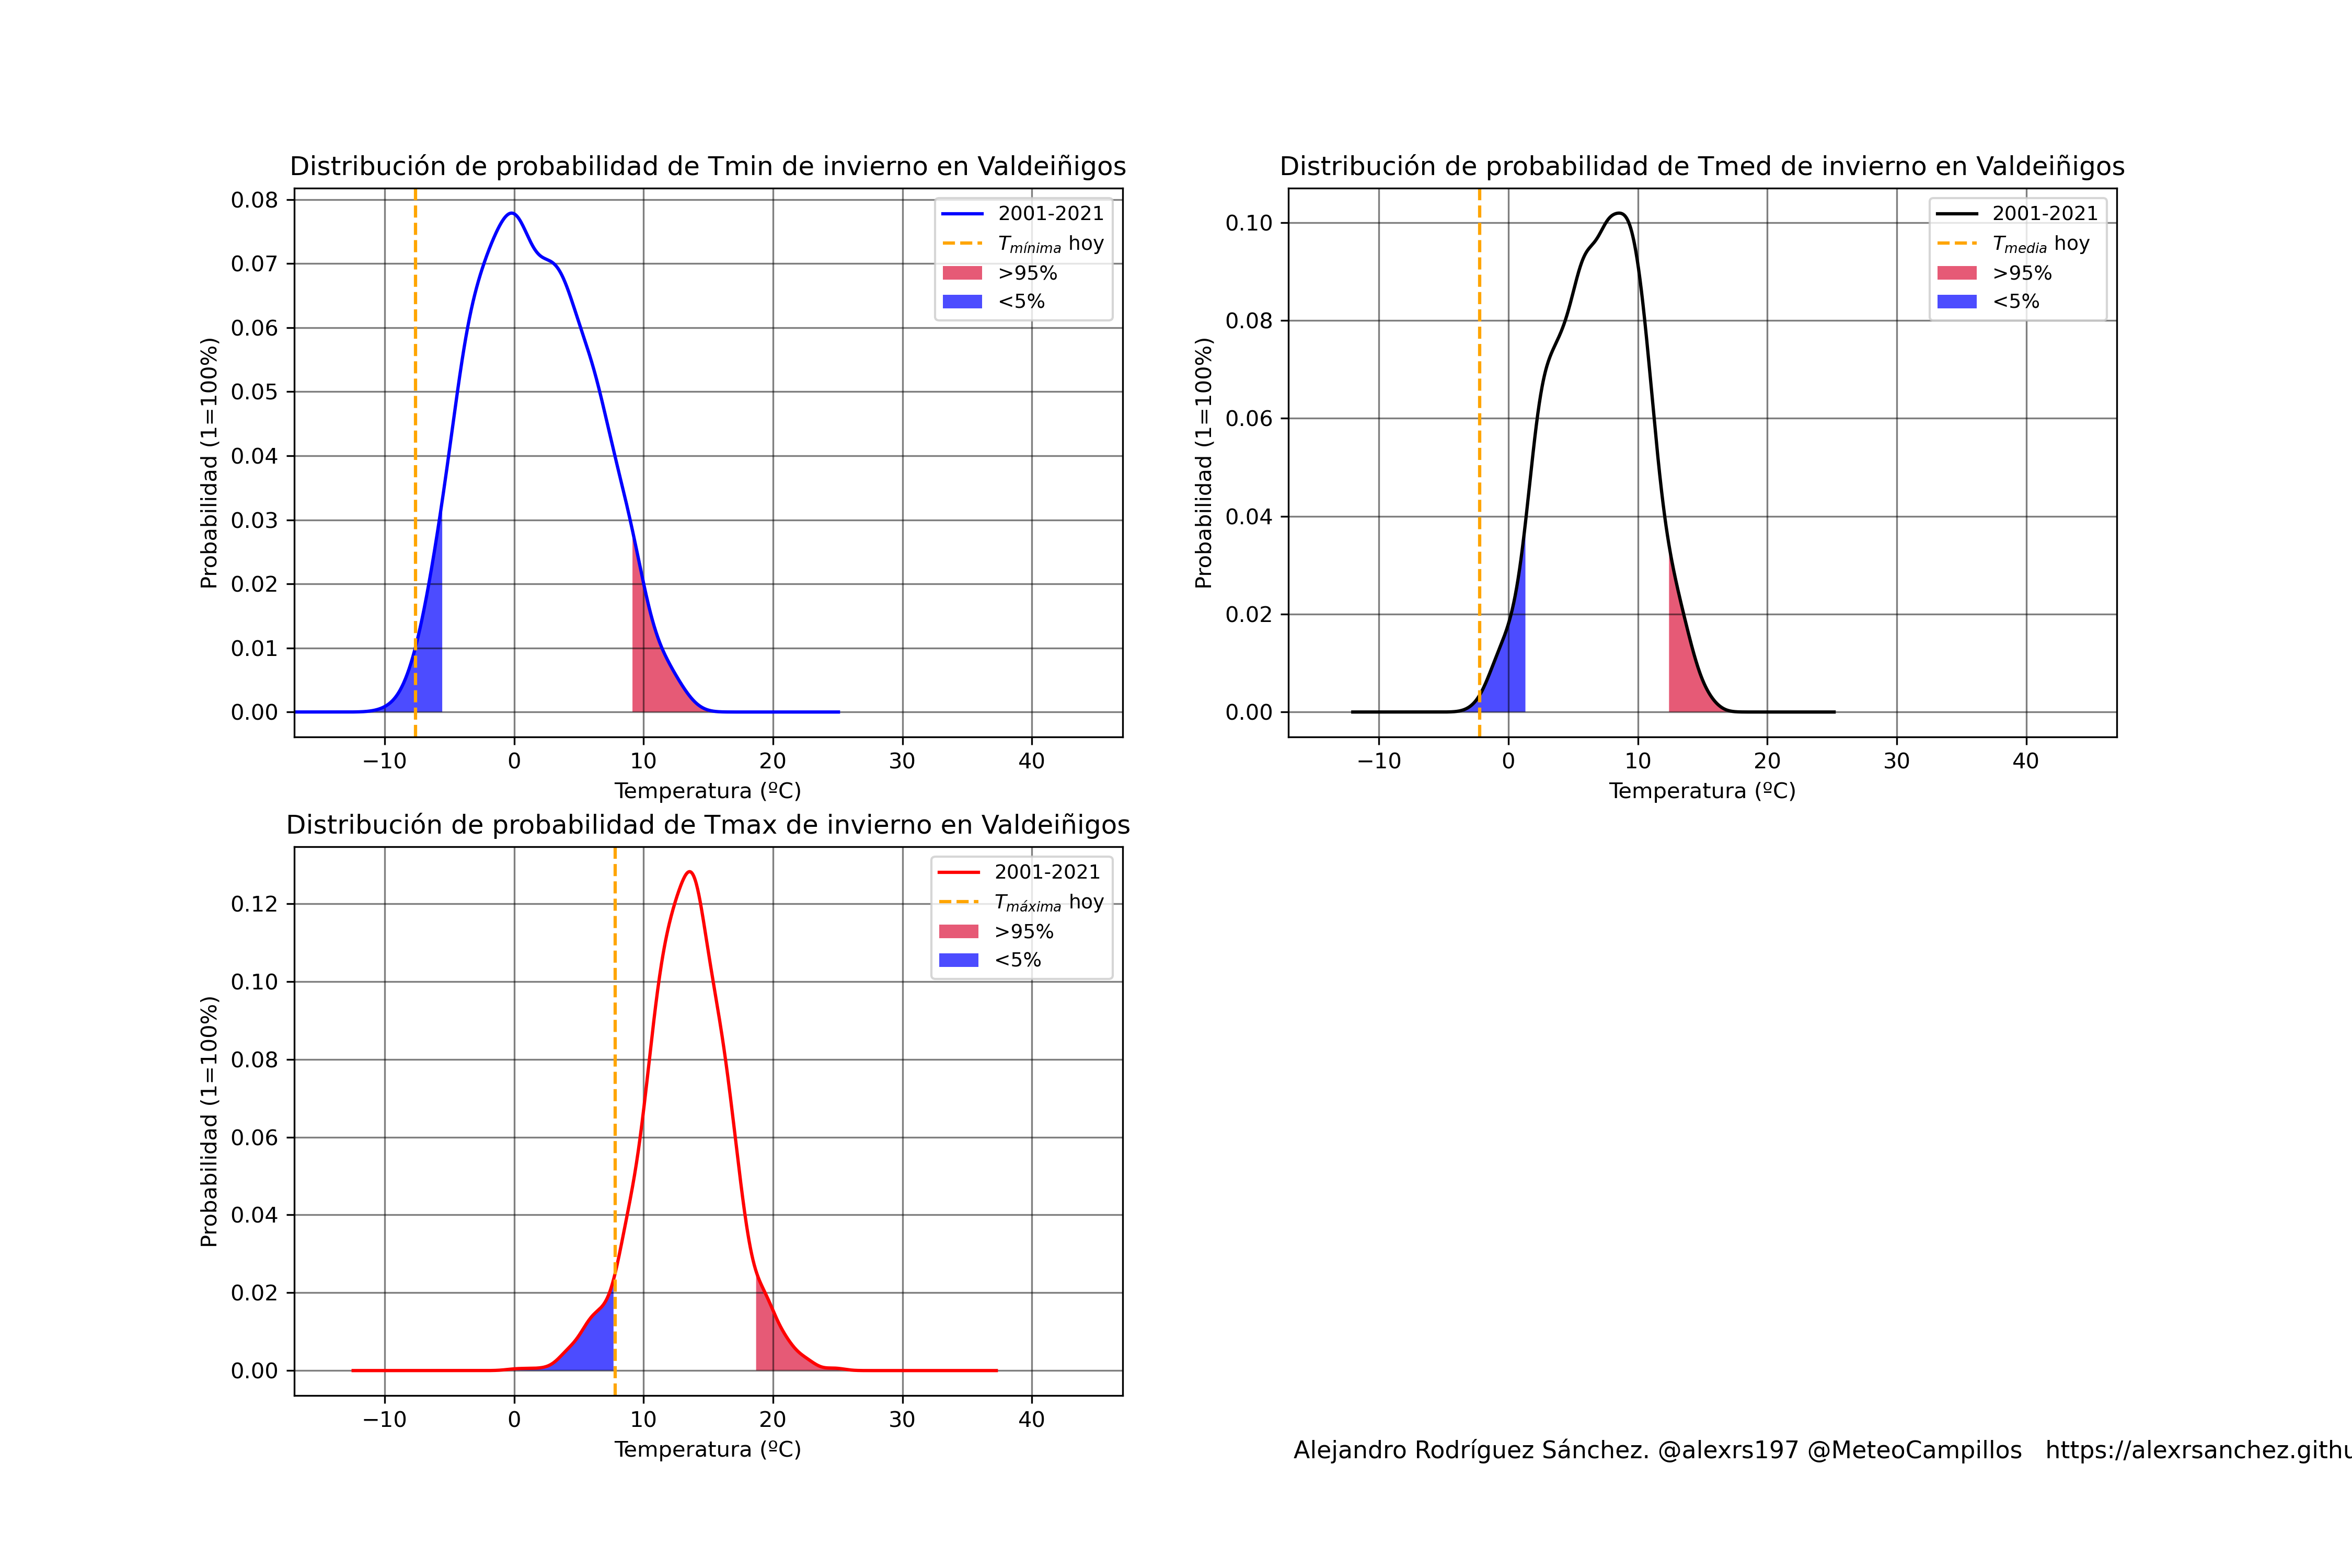 Distribución de probabilidad de Tmin de invierno en Valdeiñigos
Probabilidad (1=100%)
0.08
0.07
0.06
0.05
0.04
0.03
0.02
0.01
0.00
2001-2021
Tmínima hoy
>95%
<5%
−10 0 10 20 30 40
Temperatura (ºC)
Distribución de probabilidad de Tmed de invierno en Valdeiñigos
Probabilidad (1=100%)
0.10
0.08
0.06
0.04
0.02
0.00
2001-2021
Tmedia hoy
>95%
<5%
−10 0 10 20 30 40
Temperatura (ºC)
Distribución de probabilidad de Tmax de invierno en Valdeiñigos
Probabilidad (1=100%)
0.12
0.10
0.08
0.06
0.04
0.02
0.00
2001-2021
Tmáxima hoy
>95%
<5%
−10 0 10 20 30 40
Temperatura (ºC)
Alejandro Rodríguez Sánchez. @alexrs197 @MeteoCampillos https://alexrsanchez.githu